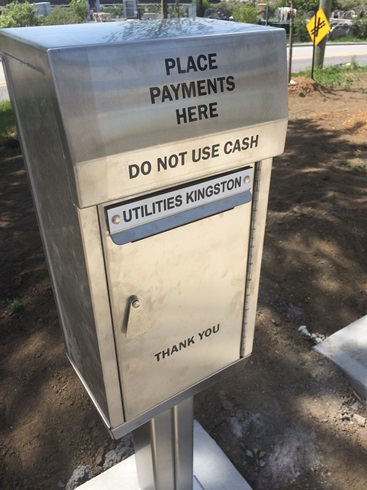 PLACE
PAYMENTS
HERE
DO NOT USE CASH
UTILITIES KINGSTON
THANK YOU